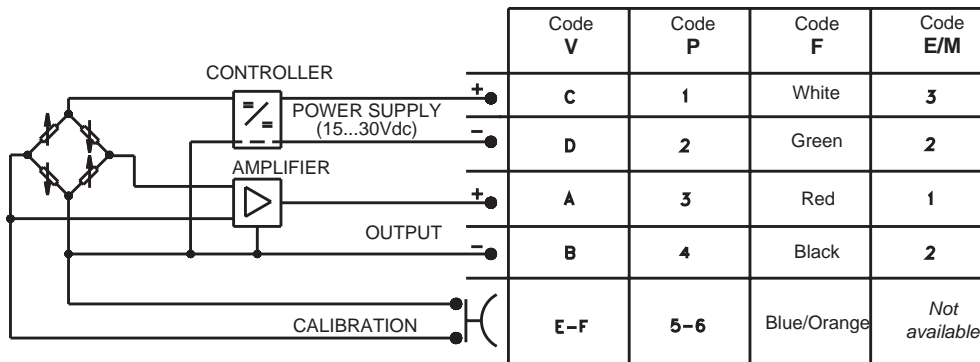 Code Code Code Code
V P F E/M
CONTROLLER
+ C 1 White 3
POWER SUPPLY
(15...30Vdc)
- D 2 Green 2
AMPLIFIER
+ A 3 Red 1
OUTPUT
- B 4 Black 2
CALIBRATION E-F 5-6 Blue/Orange Not
available